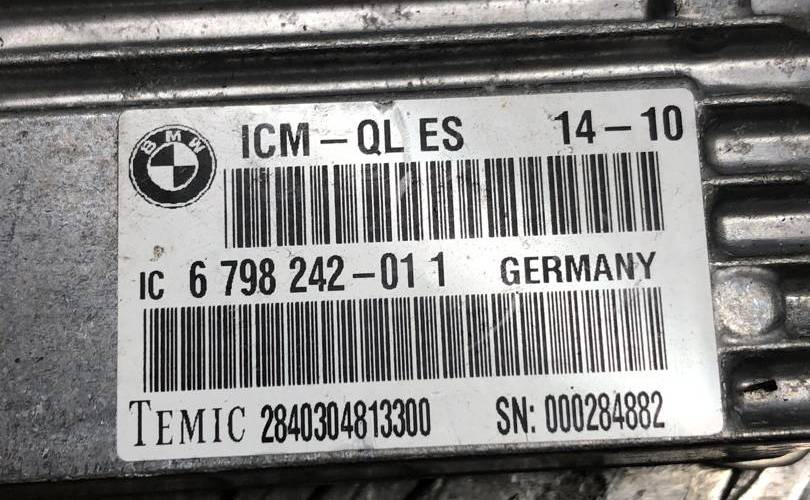 BMW
ICM – QL ES 14 – 10
IC 6 798 242 – 01 1 GERMANY
TEMIC 2840304813300 SN: 000284882